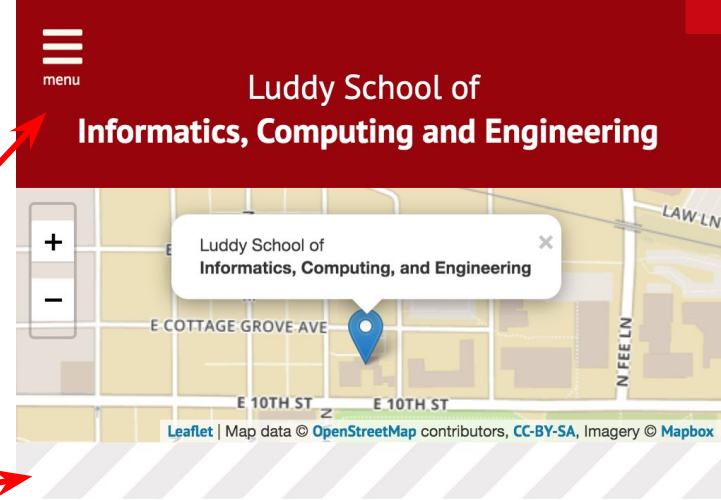 menu
Luddy School of
Informatics, Computing and Engineering
LAW LN
+
Luddy School of ×
Informatics, Computing, and Engineering
−
E COTTAGE GROVE AVE
N FEE LN
E 10TH ST E 10TH ST
Leaflet | Map data © OpenStreetMap contributors, CC-BY-SA, Imagery © Mapbox